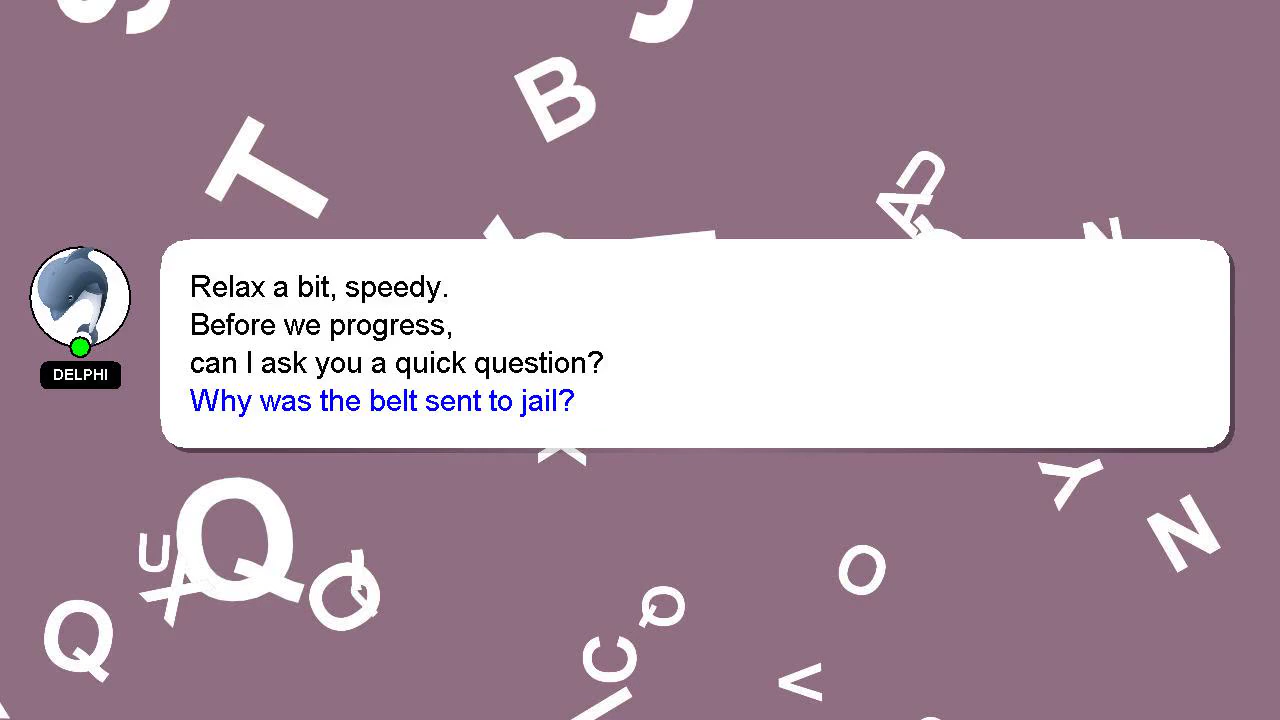 Relax a bit, speedy.
Before we progress,
can I ask you a quick question?
Why was the belt sent to jail?
DELPHI
T
B
U
A
N
X
Y
N
Q
U
X
Q
Q
O
Q
C
V